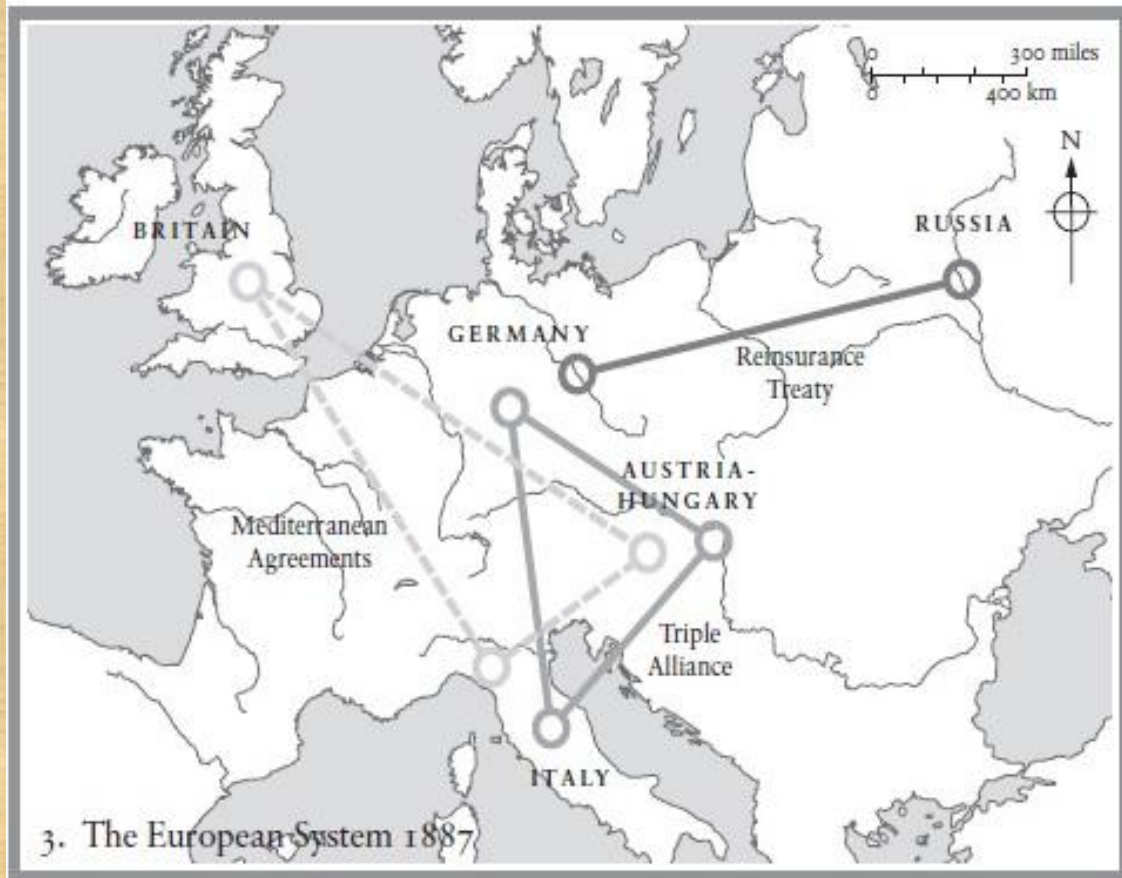 0 300 miles
0 400 km
N
BRITAIN
RUSSIA
GERMANY
Reinsurance
Treaty
AUSTRIA-
HUNGARY
Mediterranean
Agreements
Triple
Alliance
ITALY
3. The European System 1887